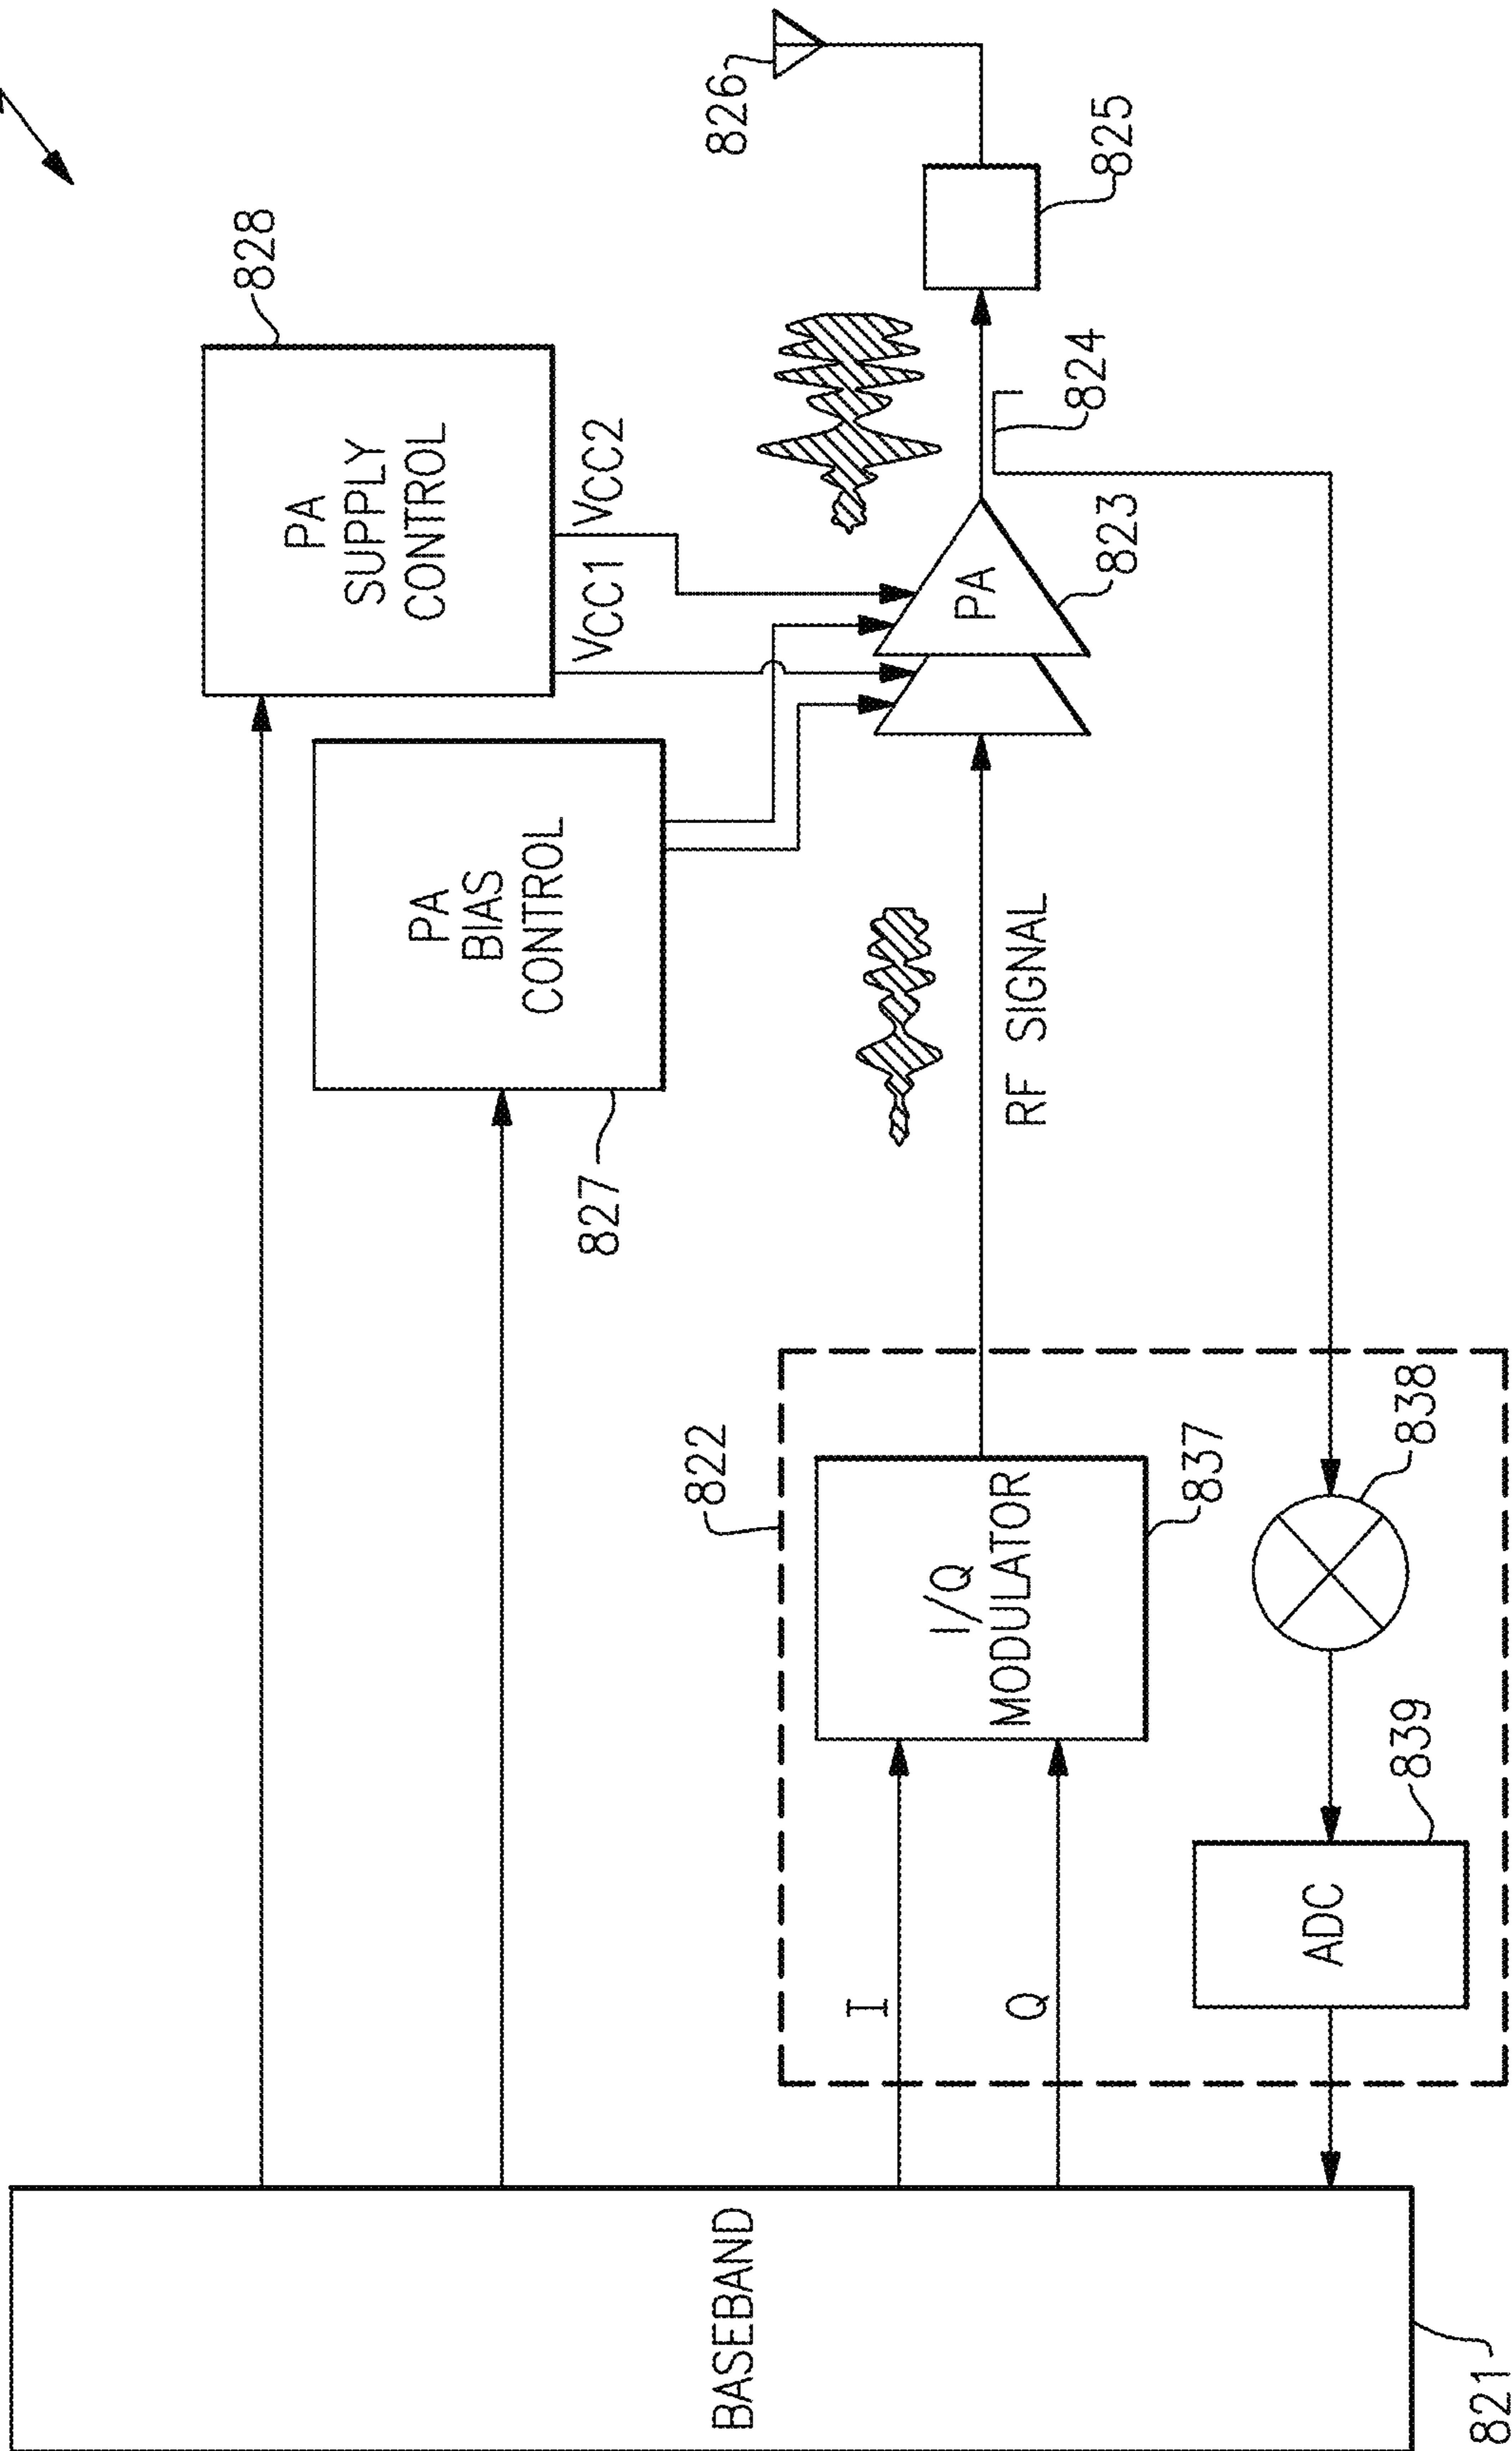 828
PA
SUPPLY
CONTROL
VCC1
VCC2
PA
BIAS
CONTROL
827
826
822
I
I/Q
MODULATOR
Q
837
RF SIGNAL
PA
823
824
825
BASEBAND
ADC
839
838
821